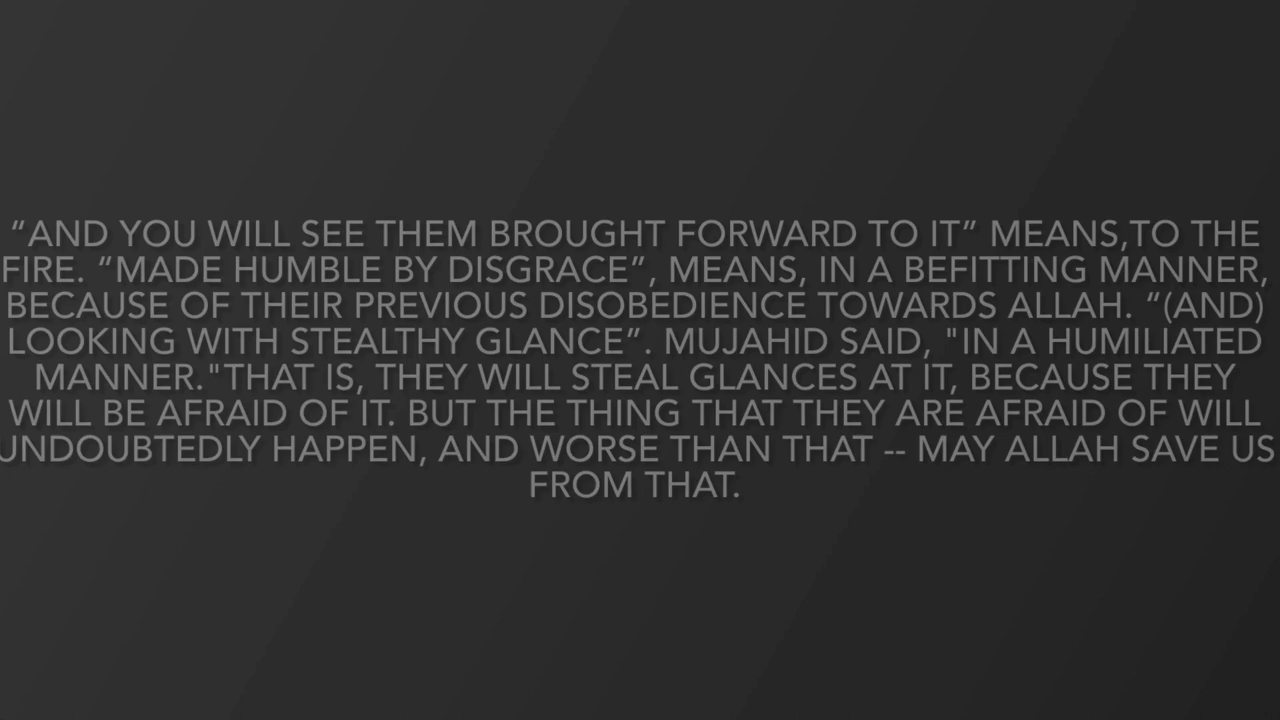 “AND YOU WILL SEE THEM BROUGHT FORWARD TO IT” MEANS,TO THE
FIRE. “MADE HUMBLE BY DISGRACE”, MEANS, IN A BEFITTING MANNER,
BECAUSE OF THEIR PREVIOUS DISOBEDIENCE TOWARDS ALLAH. “(AND)
LOOKING WITH STEALTHY GLANCE”. MUJAHID SAID, "IN A HUMILIATED
MANNER."THAT IS, THEY WILL STEAL GLANCES AT IT, BECAUSE THEY
WILL BE AFRAID OF IT. BUT THE THING THAT THEY ARE AFRAID OF WILL
UNDOUBTEDLY HAPPEN, AND WORSE THAN THAT -- MAY ALLAH SAVE US
FROM THAT.